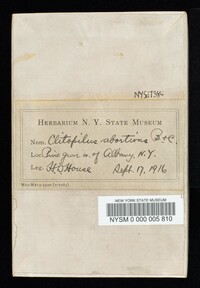 HERBARIUM N. Y. STATE MUSEUM
Nom. Clitopilus abortivus B & C.
Loc. Pine grove w. of Albany, N.Y.
Leg. H D House Sept. 17, 1916
NEW YORK STATE MUSEUM
NYSM 0 000 005 810